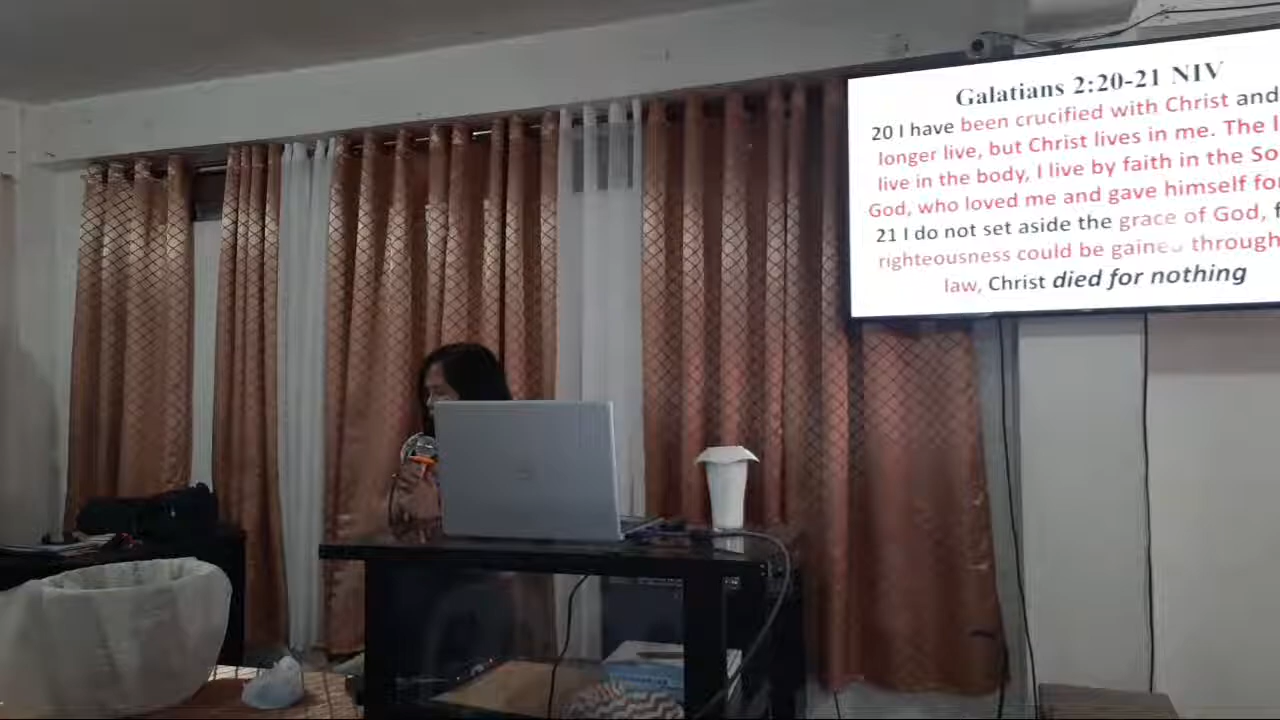 Galatians 2:20-21 NIV
20 I have been crucified with Christ and
longer live, but Christ lives in me. The
live in the body, I live by faith in the
God, who loved me and gave himself
21 I do not set aside the grace of God,
righteousness could be gained through
law, Christ died for nothing